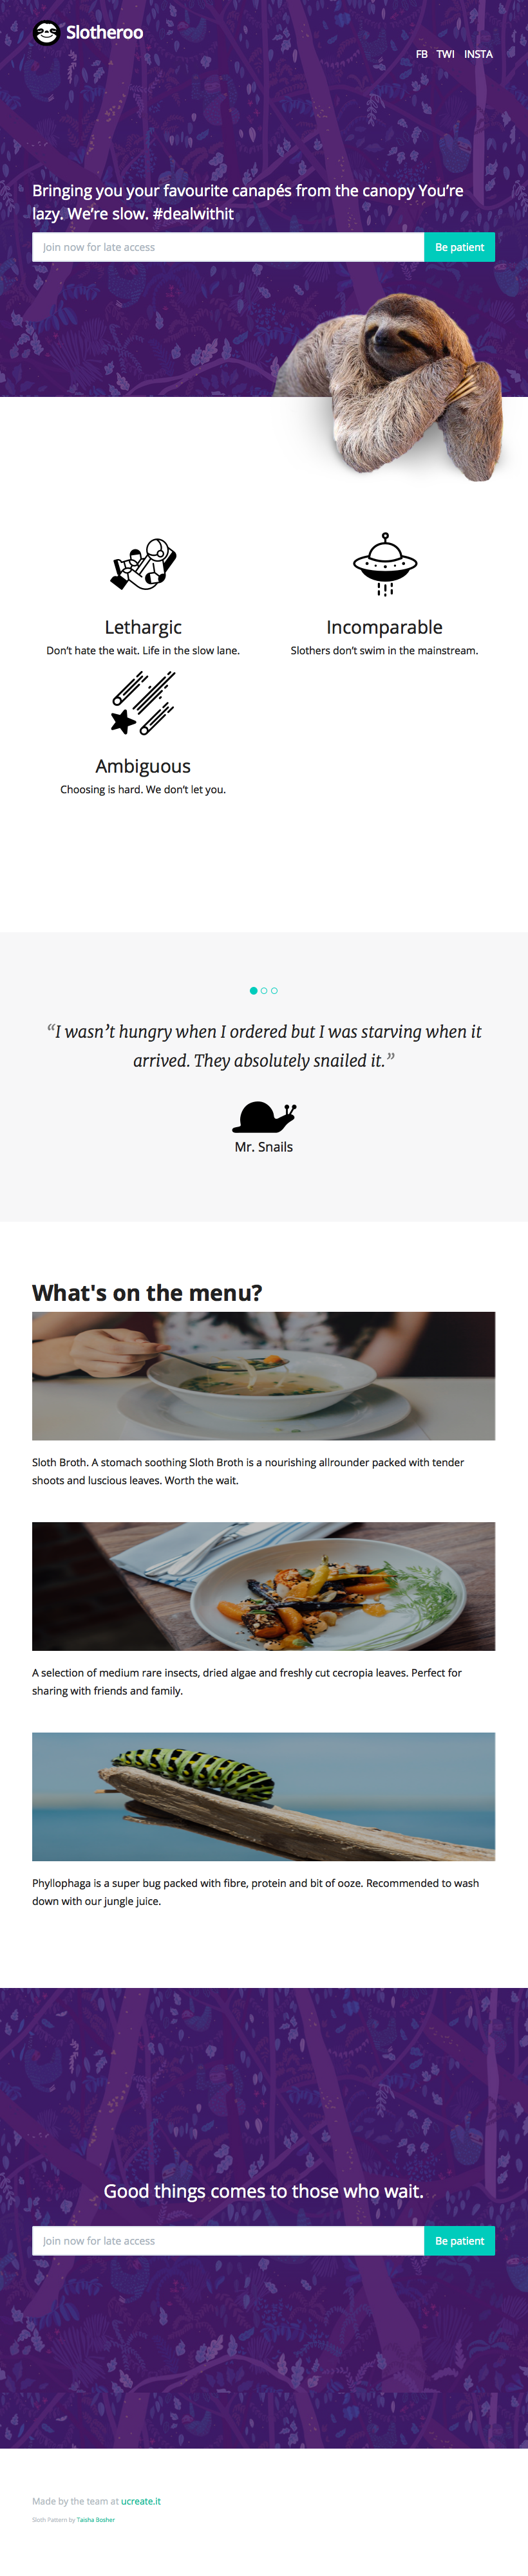 Slotheroo
FB TWI INSTA
Bringing you your favourite canapés from the canopy You’re
lazy. We’re slow. #dealwithit
Join now for late access
Be patient
Lethargic
Don’t hate the wait. Life in the slow lane.
Incomparable
Slothers don’t swim in the mainstream.
Ambiguous
Choosing is hard. We don’t let you.
“I wasn’t hungry when I ordered but I was starving when it
arrived. They absolutely snailed it.”
Mr. Snails
What's on the menu?
Sloth Broth. A stomach soothing Sloth Broth is a nourishing allrounder packed with tender
shoots and luscious leaves. Worth the wait.
A selection of medium rare insects, dried algae and freshly cut cecropia leaves. Perfect for
sharing with friends and family.
Phyllophaga is a super bug packed with fibre, protein and bit of ooze. Recommended to wash
down with our jungle juice.
Good things comes to those who wait.
Join now for late access
Be patient
Made by the team at ucreate.it
Sloth Pattern by Taisha Bosher